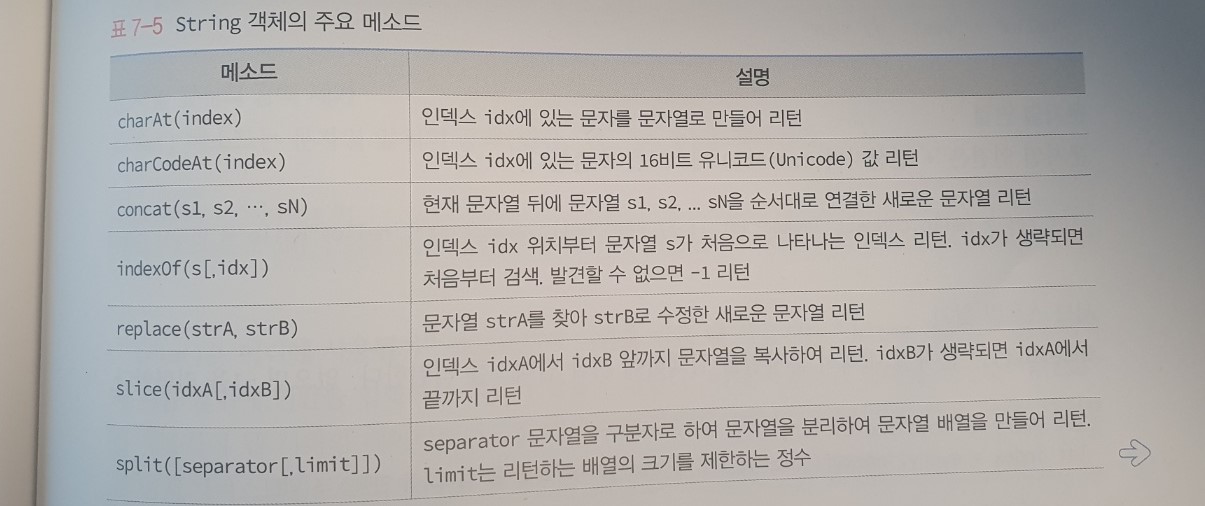 표 7-5 String 객체의 주요 메소드
메소드 설명
charAt(index) 인덱스 idx에 있는 문자를 문자열로 만들어 리턴
charCodeAt(index) 인덱스 idx에 있는 문자의 16비트 유니코드(Unicode) 값 리턴
concat(s1, s2, ⋯, sN) 현재 문자열 뒤에 문자열 s1, s2, ... sN을 순서대로 연결한 새로운 문자열 리턴
indexOf(s[,idx]) 인덱스 idx 위치부터 문자열 s가 처음으로 나타나는 인덱스 리턴. idx가 생략되면
처음부터 검색. 발견할 수 없으면 -1 리턴
replace(strA, strB) 문자열 strA를 찾아 strB로 수정한 새로운 문자열 리턴
slice(idxA[,idxB]) 인덱스 idxA에서 idxB 앞까지 문자열을 복사하여 리턴. idxB가 생략되면 idxA에서
끝까지 리턴
split([separator[,limit]]) separator 문자열을 구분자로 하여 문자열을 분리하여 문자열 배열을 만들어 리턴.
limit는 리턴하는 배열의 크기를 제한하는 정수